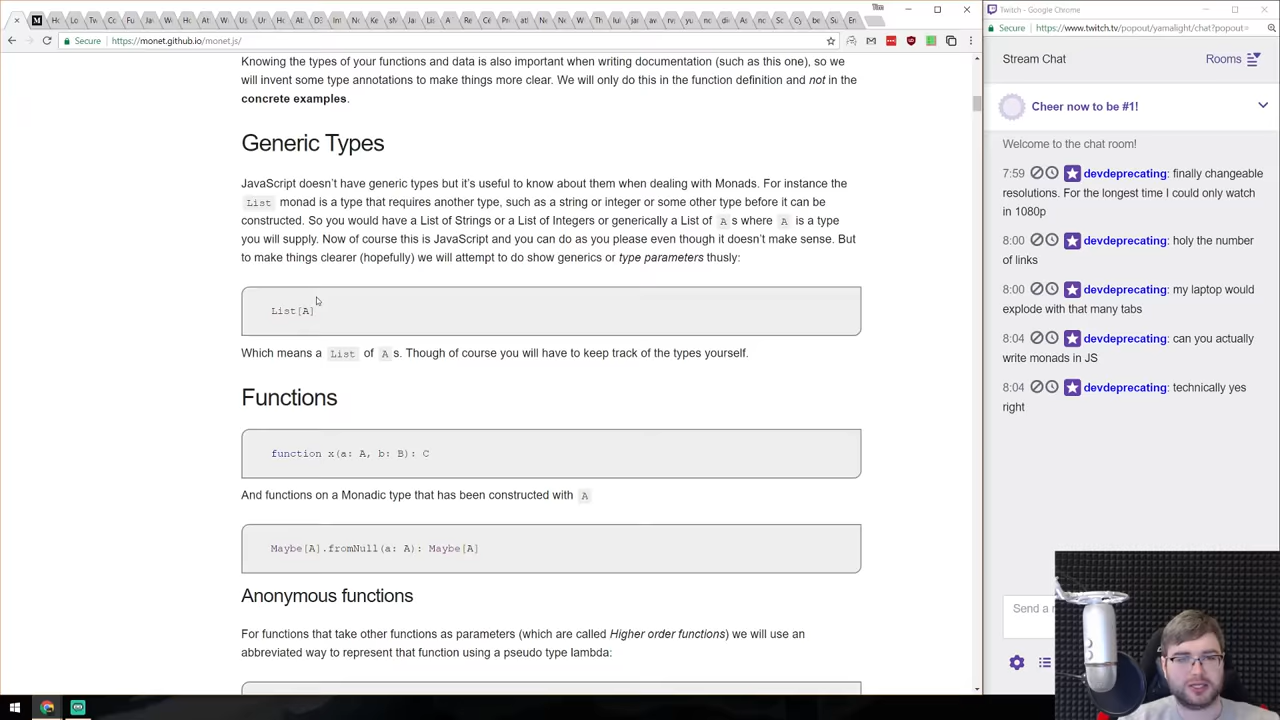 Tim
Twitch - Google Chrome
Secure
https://monet.github.io/monet.js/
Secure
https://www.twitch.tv/popout/yamalight/chat?popout=
Knowing the types of your functions and data is also important when writing documentation (such as this one), so we
will invent some type annotations to make things more clear. We will only do this in the function definition and not in the
concrete examples.
Generic Types
JavaScript doesn't have generic types but it's useful to know about them when dealing with Monads. For instance the
List monad is a type that requires another type, such as a string or integer or some other type before it can be
constructed. So you would have a List of Strings or a List of Integers or generically a List of A s where A is a type
you will supply. Now of course this is JavaScript and you can do as you please even though it doesn't make sense. But
to make things clearer (hopefully) we will attempt to do show generics or type parameters thusly:
List[A]
Which means a List of A s. Though of course you will have to keep track of the types yourself.
Functions
function x(a: A, b: B): C
And functions on a Monadic type that has been constructed with A
Maybe[A].fromNull(a: A): Maybe[A]
Anonymous functions
For functions that take other functions as parameters (which are called Higher order functions) we will use an
abbreviated way to represent that function using a pseudo type lambda:
Stream Chat
Rooms
Cheer now to be #1!
Welcome to the chat room!
7:59 devdeprecating: finally changeable
resolutions. For the longest time I could only watch
in 1080p
8:00 devdeprecating: holy the number
of links
8:00 devdeprecating: my laptop would
explode with that many tabs
8:04 devdeprecating: can you actually
write monads in JS
8:04 devdeprecating: technically yes
right
Send a